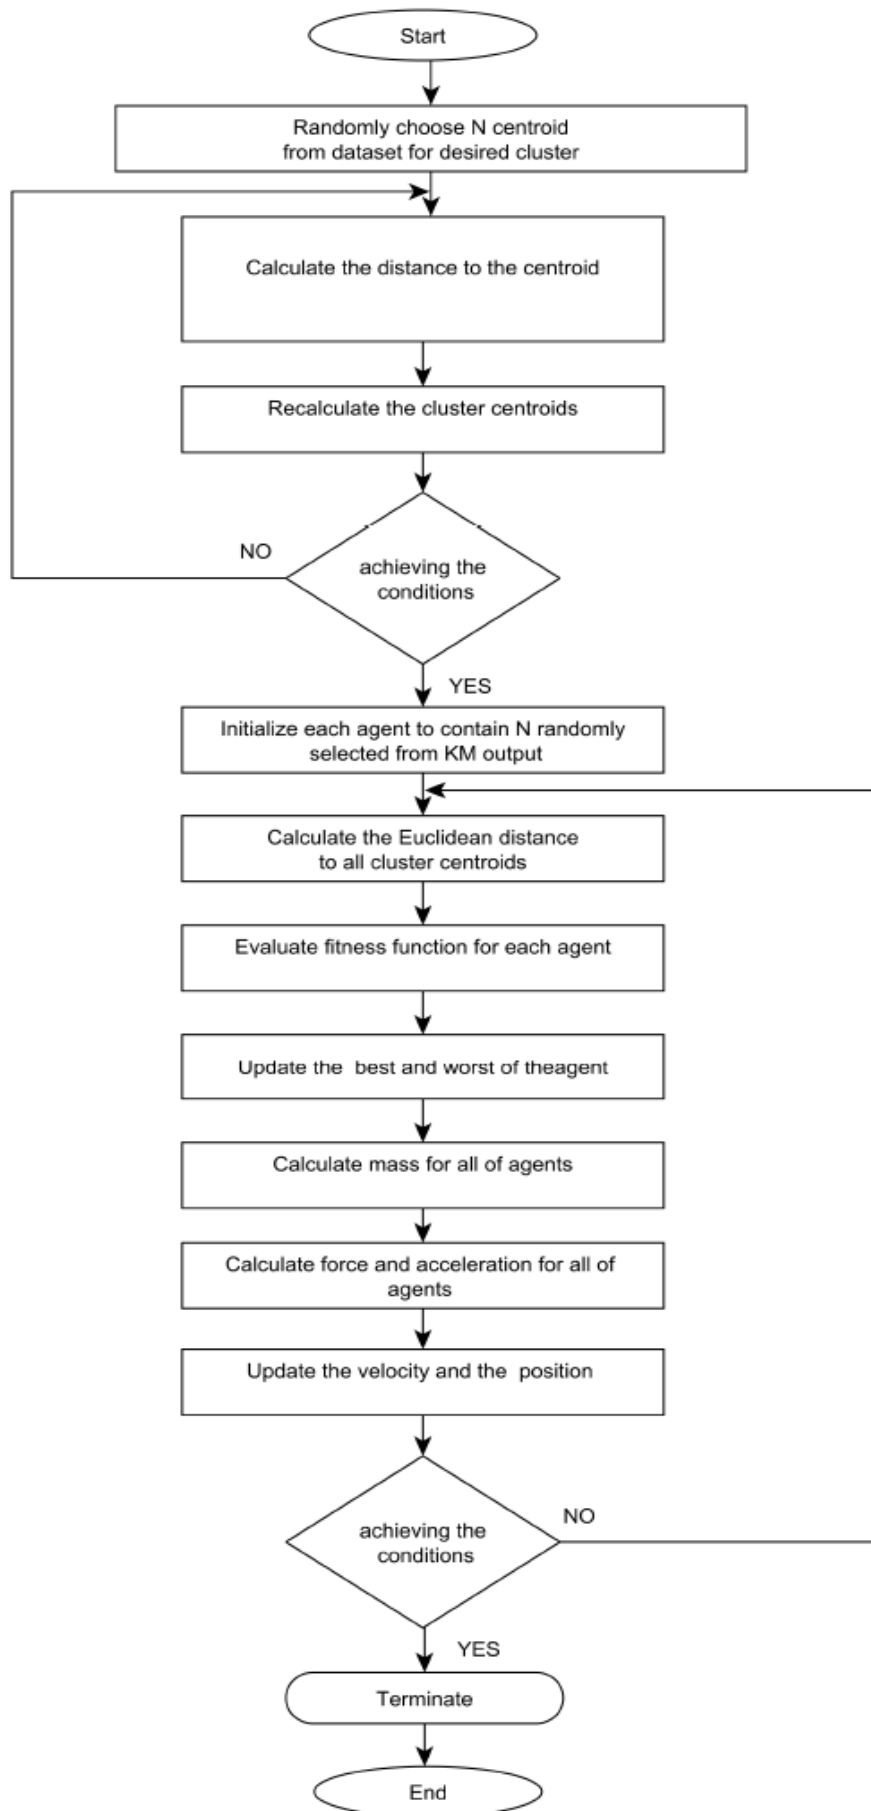 Start
Randomly choose N centroid
from dataset for desired cluster
Calculate the distance to the centroid
Recalculate the cluster centroids
NO
achieving the
conditions
YES
Initialize each agent to contain N randomly
selected from KM output
Calculate the Euclidean distance
to all cluster centroids
Evaluate fitness function for each agent
Update the best and worst of theagent
Calculate mass for all of agents
Calculate force and acceleration for all of
agents
Update the velocity and the position
NO
achieving the
conditions
YES
Terminate
End